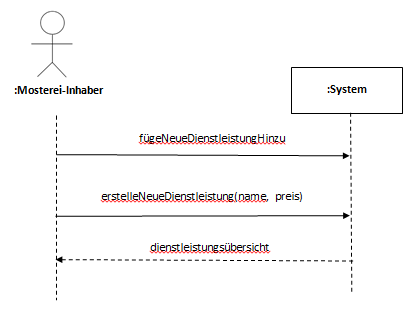 :Mosterei-Inhaber
:System
fügeNeueDienstleistungHinzu
erstelleNeueDienstleistung(name, preis)
dienstleistungsübersicht